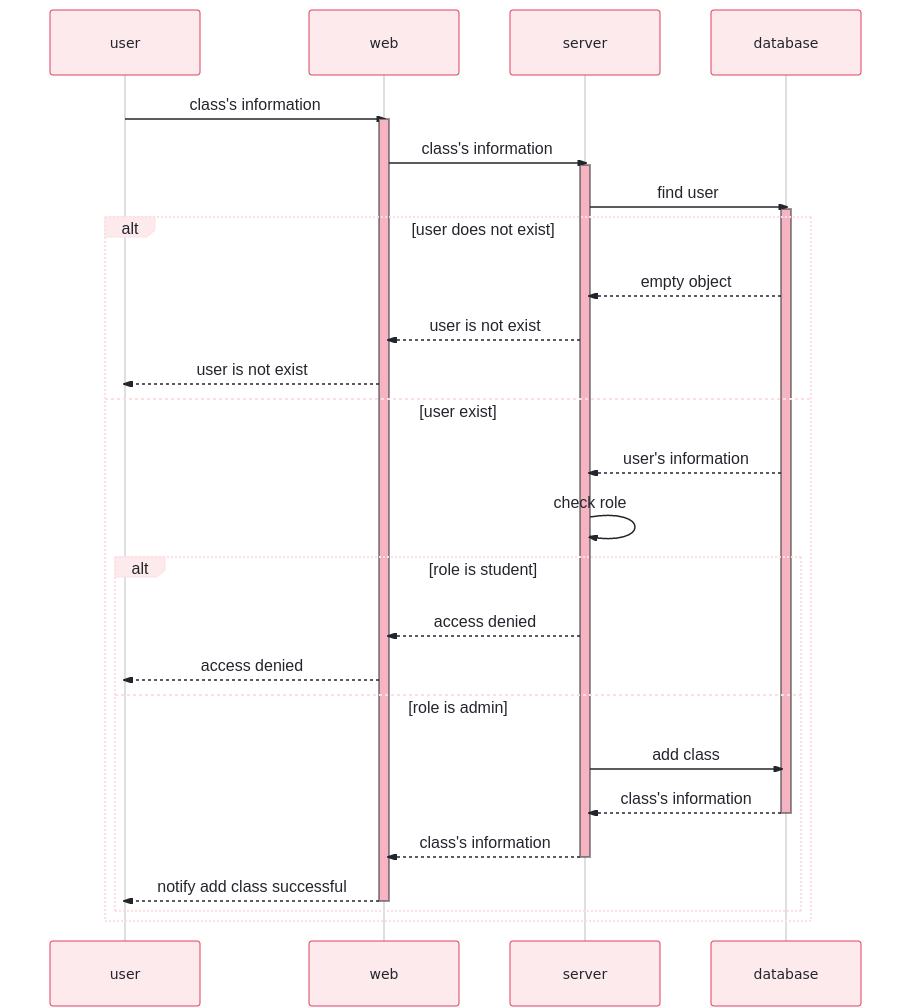 user
web
server
database
class's information
class's information
find user
alt
[user does not exist]
empty object
user is not exist
user is not exist
[user exist]
user's information
check role
alt
[role is student]
access denied
access denied
[role is admin]
add class
class's information
class's information
notify add class successful
user
web
server
database